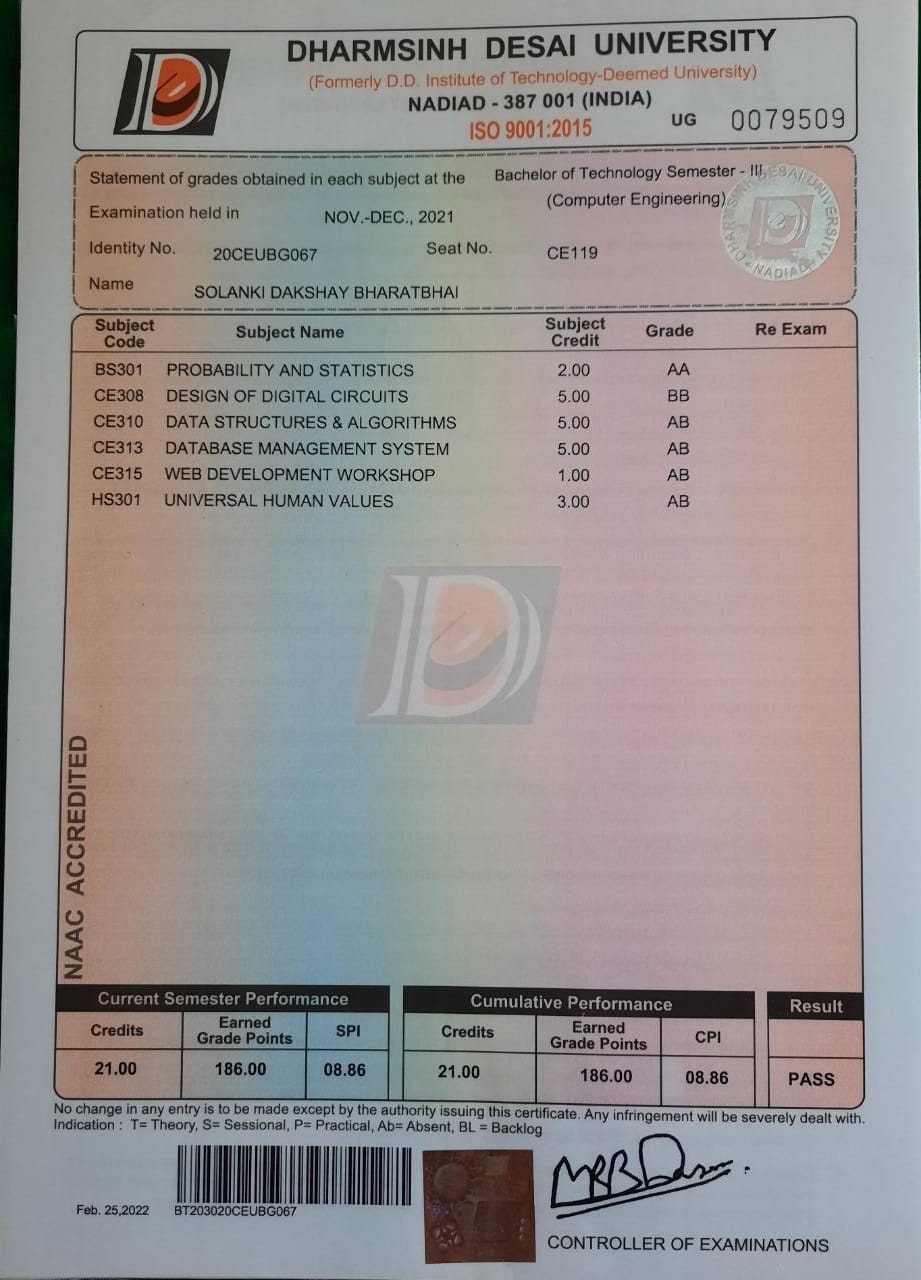 DHARMSINH DESAI UNIVERSITY
(Formerly D.D. Institute of Technology-Deemed University)
NADIAD - 387 001 (INDIA)
ISO 9001:2015
UG 0079509
Statement of grades obtained in each subject at the Bachelor of Technology Semester - III,
(Computer Engineering)
Examination held in NOV.-DEC., 2021
Identity No. 20CEUBG067 Seat No. CE119
Name SOLANKI DAKSHAY BHARATBHAI
DHARMSINH DESAI UNIVERSITY
NADIAD
Subject Code Subject Name Subject Credit Grade Re Exam
BS301 PROBABILITY AND STATISTICS 2.00 AA
CE308 DESIGN OF DIGITAL CIRCUITS 5.00 BB
CE310 DATA STRUCTURES & ALGORITHMS 5.00 AB
CE313 DATABASE MANAGEMENT SYSTEM 5.00 AB
CE315 WEB DEVELOPMENT WORKSHOP 1.00 AB
HS301 UNIVERSAL HUMAN VALUES 3.00 AB
NAAC ACCREDITED
Current Semester Performance Cumulative Performance Result
Credits Earned Grade Points SPI Credits Earned Grade Points CPI
21.00 186.00 08.86 21.00 186.00 08.86 PASS
No change in any entry is to be made except by the authority issuing this certificate. Any infringement will be severely dealt with.
Indication : T= Theory, S= Sessional, P= Practical, Ab= Absent, BL = Backlog
Feb. 25,2022 BT203020CEUBG067
CONTROLLER OF EXAMINATIONS